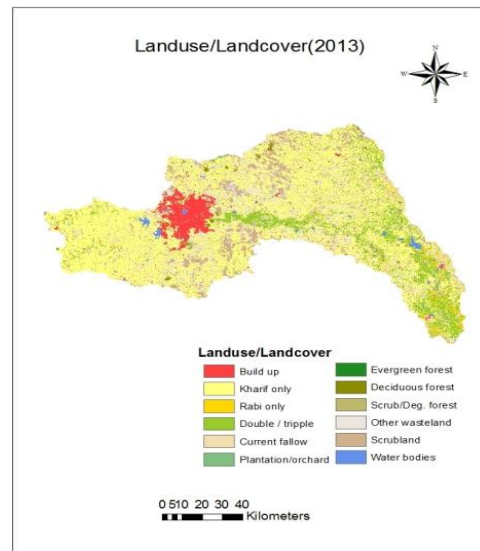 Landuse/Landcover(2013)
N
W E
S
Landuse/Landcover
Build up
Kharif only
Rabi only
Double / tripple
Current fallow
Plantation/orchard
Evergreen forest
Deciduous forest
Scrub/Deg. forest
Other wasteland
Scrubland
Water bodies
0 5 10 20 30 40
Kilometers